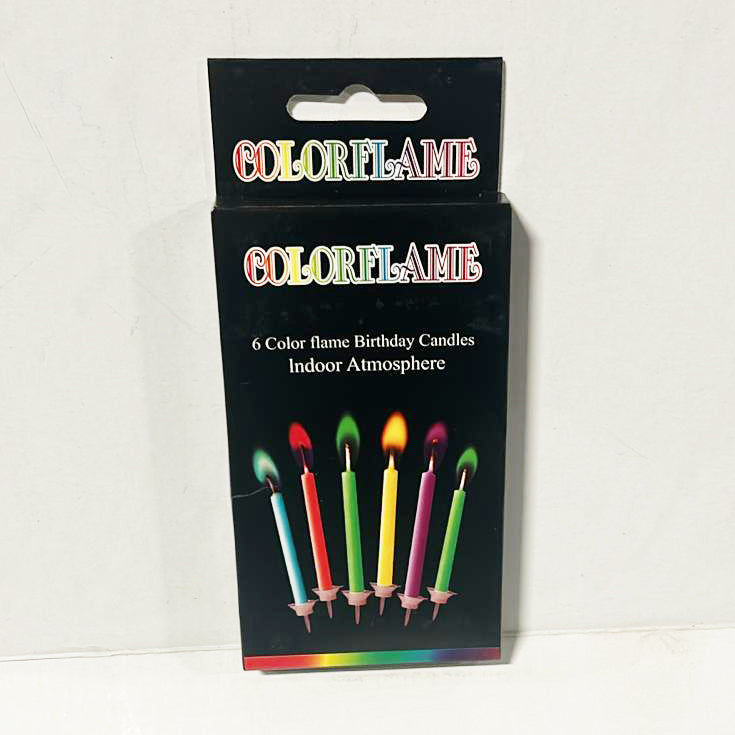 COLORFLAME
COLORFLAME
6 Color flame Birthday Candles
Indoor Atmosphere